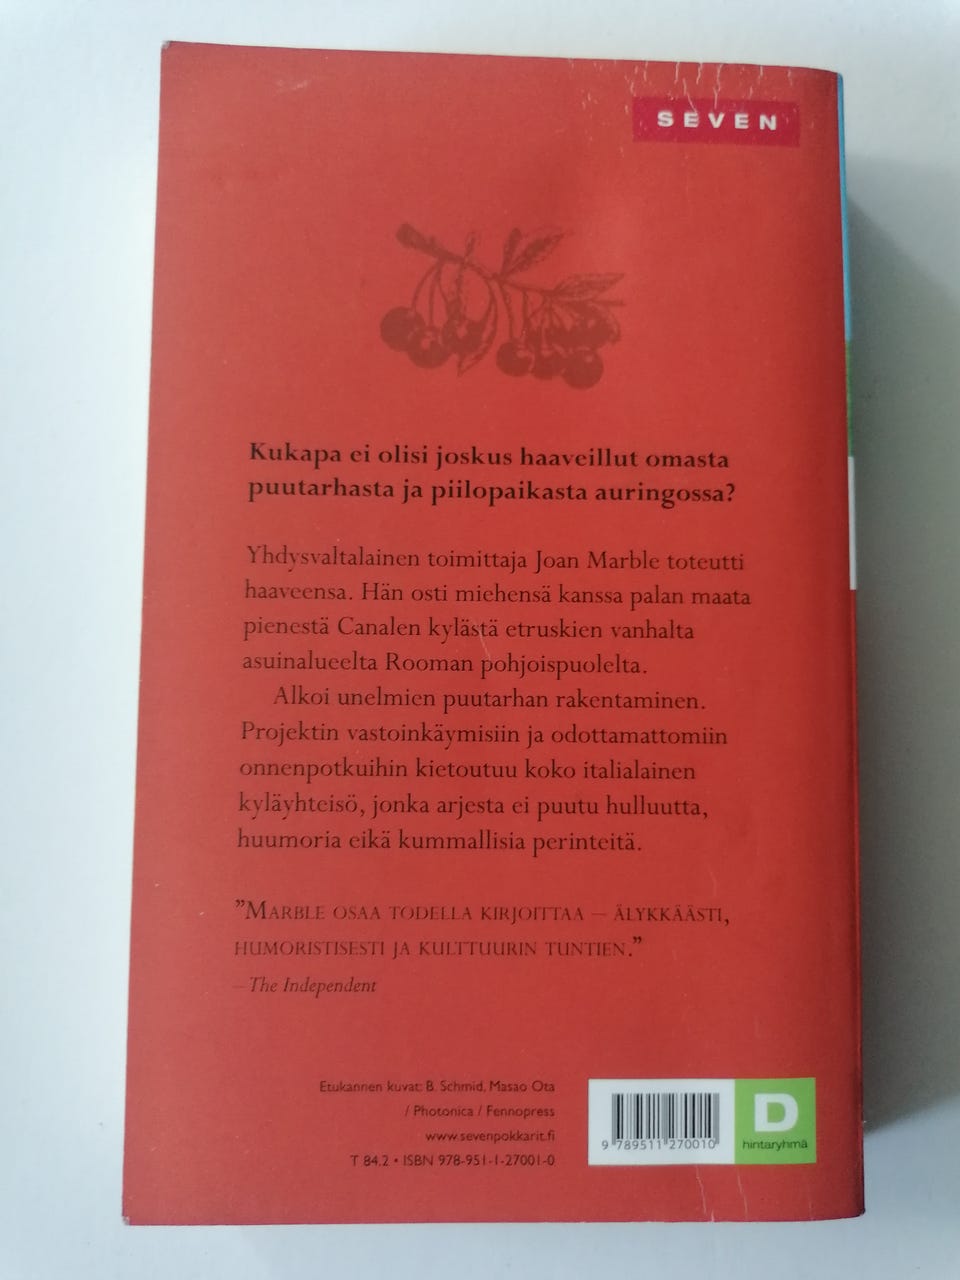 SEVEN
Kukapa ei olisi joskus haaveillut omasta
puutarhasta ja piilopaikasta auringossa?
Yhdysvaltalainen toimittaja Joan Marble toteutti
haaveensa. Hän osti miehensä kanssa palan maata
pienestä Canalen kylästä etruskien vanhalta
asuinalueelta Rooman pohjoispuolelta.
Alkoi unelmien puutarhan rakentaminen.
Projektin vastoinkäymisiin ja odottamattomiin
onnenpotkuihin kietoutuu koko italialainen
kyläyhteisö, jonka arjesta ei puutu hulluutta,
huumoria eikä kummallisia perinteitä.
”MARBLE OSAA TODELLA KIRJOITTAA – ÄLYKKÄÄSTI,
HUMORISTISESTI JA KULTTUURIN TUNTIEN.”
– The Independent
Etukannen kuvat: B. Schmid, Masao Ota
/ Photonica / Fennopress
www.sevenpokkarit.fi
T 84.2 • ISBN 978-951-1-27001-0
9 789511 270010
D
hintaryhmä